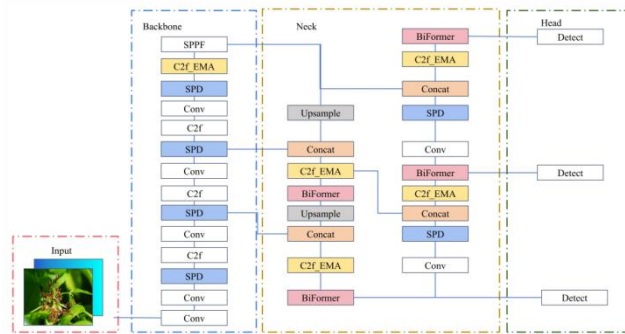 Backbone
SPPF
C2f_EMA
SPD
Conv
C2f
SPD
Conv
C2f
SPD
Conv
C2f
SPD
Conv
Conv
Input
Neck
Upsample
Concat
C2f_EMA
BiFormer
Upsample
Concat
C2f_EMA
BiFormer
BiFormer
C2f_EMA
Concat
SPD
Conv
BiFormer
C2f_EMA
Concat
SPD
Conv
Head
Detect
Detect
Detect